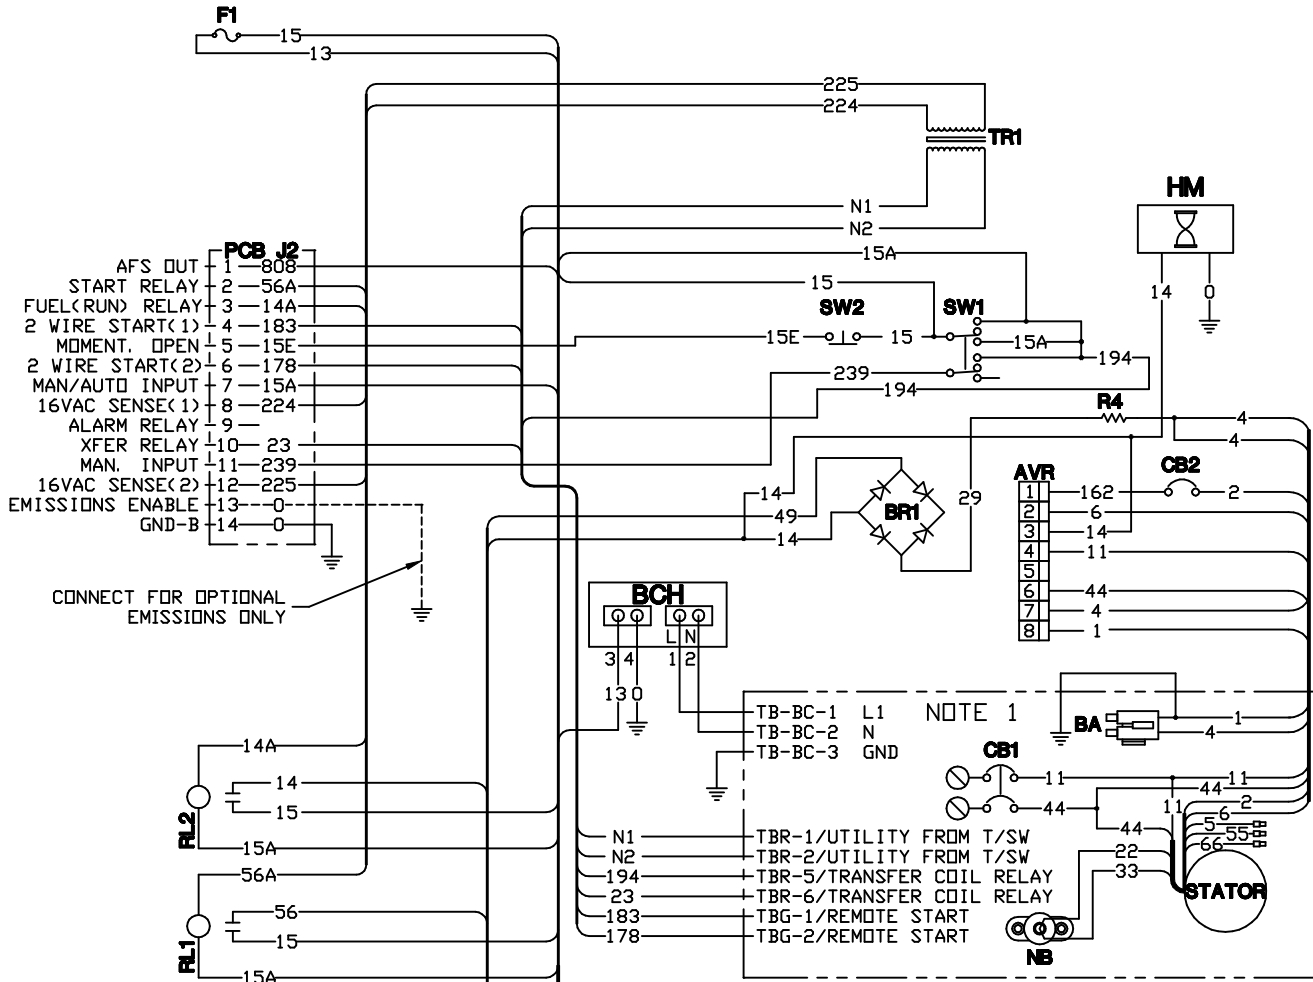 F1
15
13
225
224
TR1
HM
N1
N2
15A
PCB J2
AFS OUT 1 808
START RELAY 2 56A
FUEL(RUN) RELAY 3 14A
2 WIRE START(1) 4 183
MOMENT. OPEN 5 15E
2 WIRE START(2) 6 178
MAN/AUTO INPUT 7 15A
16VAC SENSE(1) 8 224
ALARM RELAY 9
XFER RELAY 10 23
MAN. INPUT 11 239
16VAC SENSE(2) 12 225
EMISSIONS ENABLE 13 0
GND-B 14 0
15
14 0
SW2 SW1
15E 15 15A
194
239
194
R4
4
4
CONNECT FOR OPTIONAL
EMISSIONS ONLY
14
49
14
BR1
29
AVR
CB2
1 162 2
2 6
3 14
4 11
5
6 44
7 4
8 1
BCH
L N
3 4 1 2
13 0
TB-BC-1 L1 NOTE 1
TB-BC-2 N
TB-BC-3 GND
BA
1
4
CB1
11 11
44
44
2
11
6
44
5
55
22
66
33
STATOR
NB
14A
14
15
RL2
15A
56A
56
15
RL1
15A
N1 TBR-1/UTILITY FROM T/SW
N2 TBR-2/UTILITY FROM T/SW
194 TBR-5/TRANSFER COIL RELAY
23 TBR-6/TRANSFER COIL RELAY
183 TBG-1/REMOTE START
178 TBG-2/REMOTE START